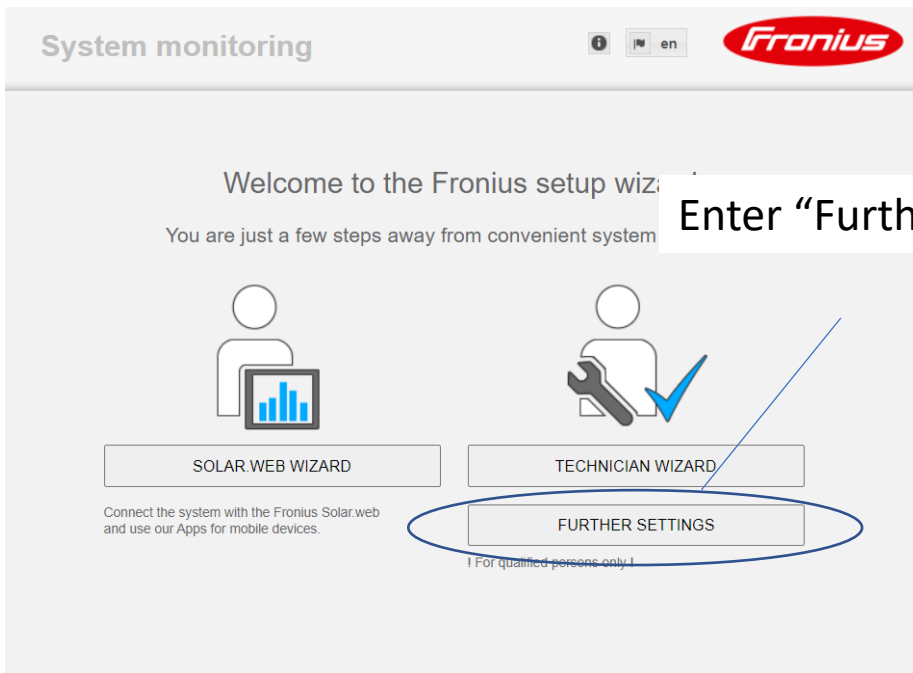 System monitoring
en
Fronius
Welcome to the Fronius setup
You are just a few steps away from convenient system
Enter “Furth
SOLAR.WEB WIZARD
TECHNICIAN WIZARD
Connect the system with the Fronius Solar.web
and use our Apps for mobile devices.
FURTHER SETTINGS
! For qualified persons only !